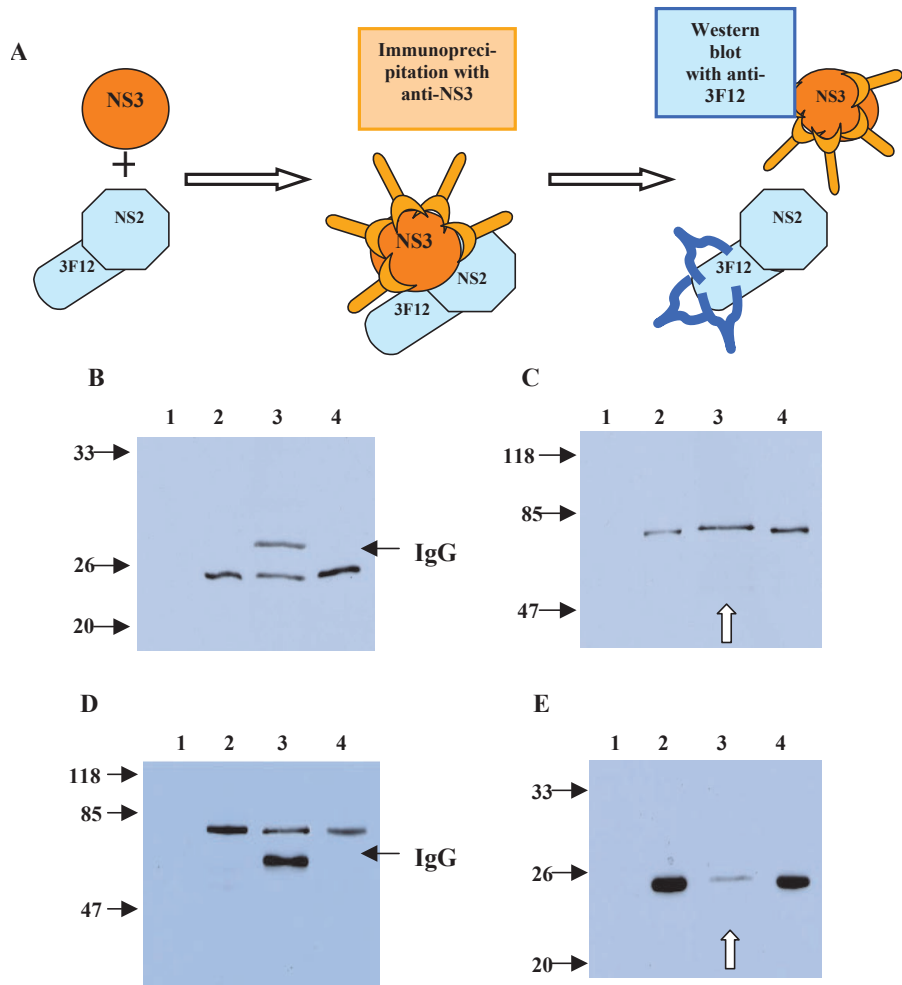 A
NS3
+
NS2
3F12
Immunopreci-
pitation with
anti-NS3
NS3
NS2
3F12
Western
blot
with anti-
3F12
NS3
NS2
3F12
B
1 2 3 4
33
26
20
IgG
C
1 2 3 4
118
85
47
D
1 2 3 4
118
85
47
IgG
E
1 2 3 4
33
26
20